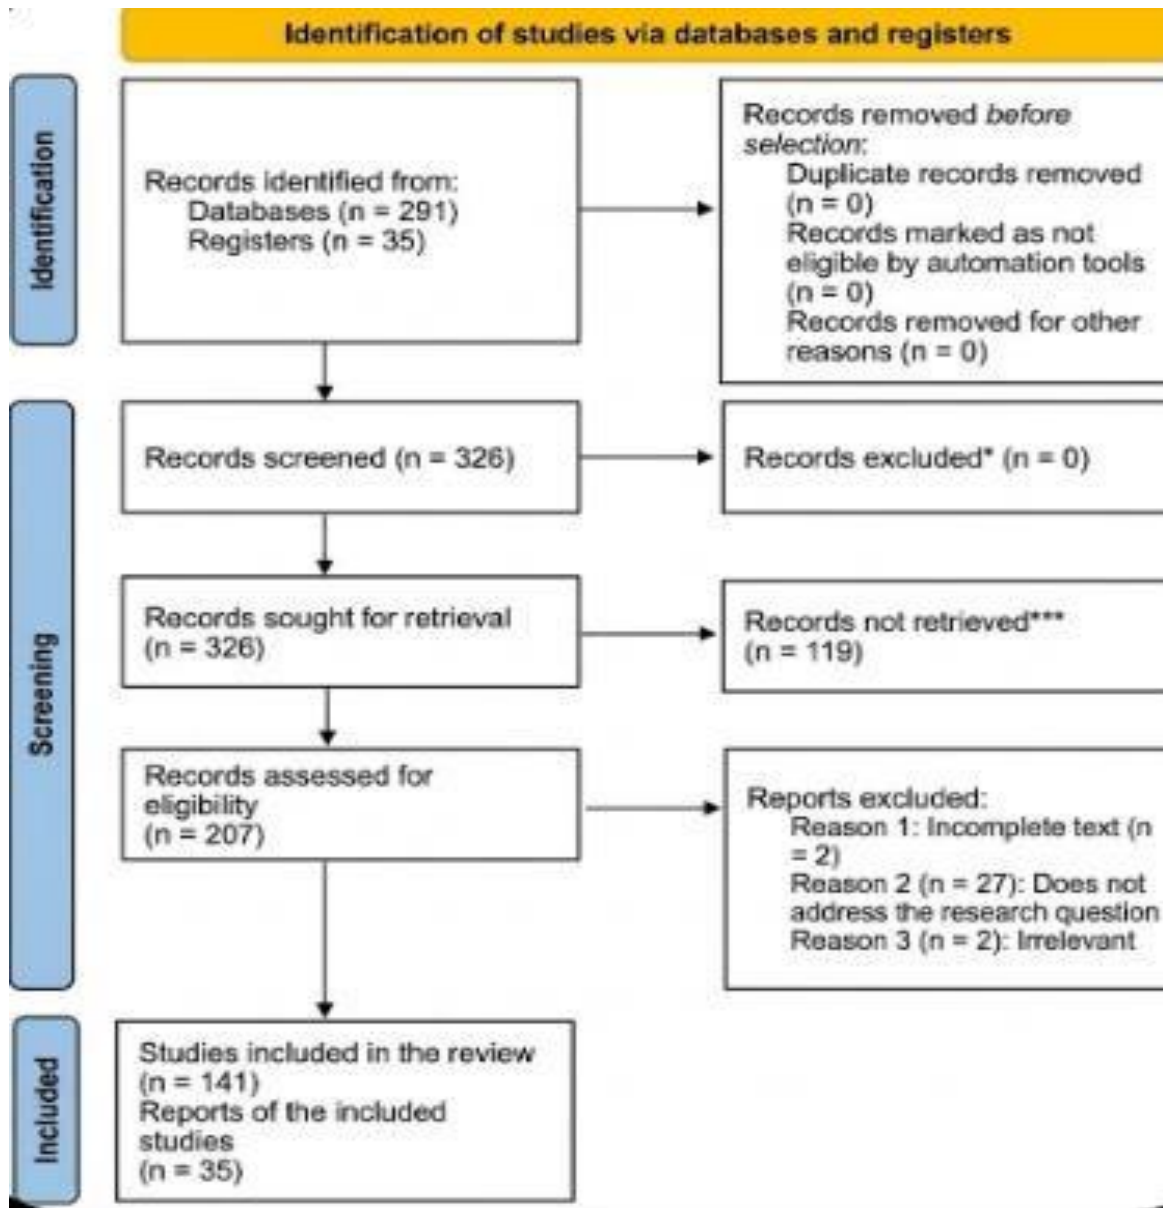 Identification of studies via databases and registers
Identification
Records identified from:
Databases (n = 291)
Registers (n = 35)
Records removed before
selection:
Duplicate records removed
(n = 0)
Records marked as not
eligible by automation tools
(n = 0)
Records removed for other
reasons (n = 0)
Screening
Records screened (n = 326)
Records excluded* (n = 0)
Records sought for retrieval
(n = 326)
Records not retrieved***
(n = 119)
Records assessed for
eligibility
(n = 207)
Reports excluded:
Reason 1: Incomplete text (n
= 2)
Reason 2 (n = 27): Does not
address the research question
Reason 3 (n = 2): Irrelevant
Included
Studies included in the review
(n = 141)
Reports of the included
studies
(n = 35)